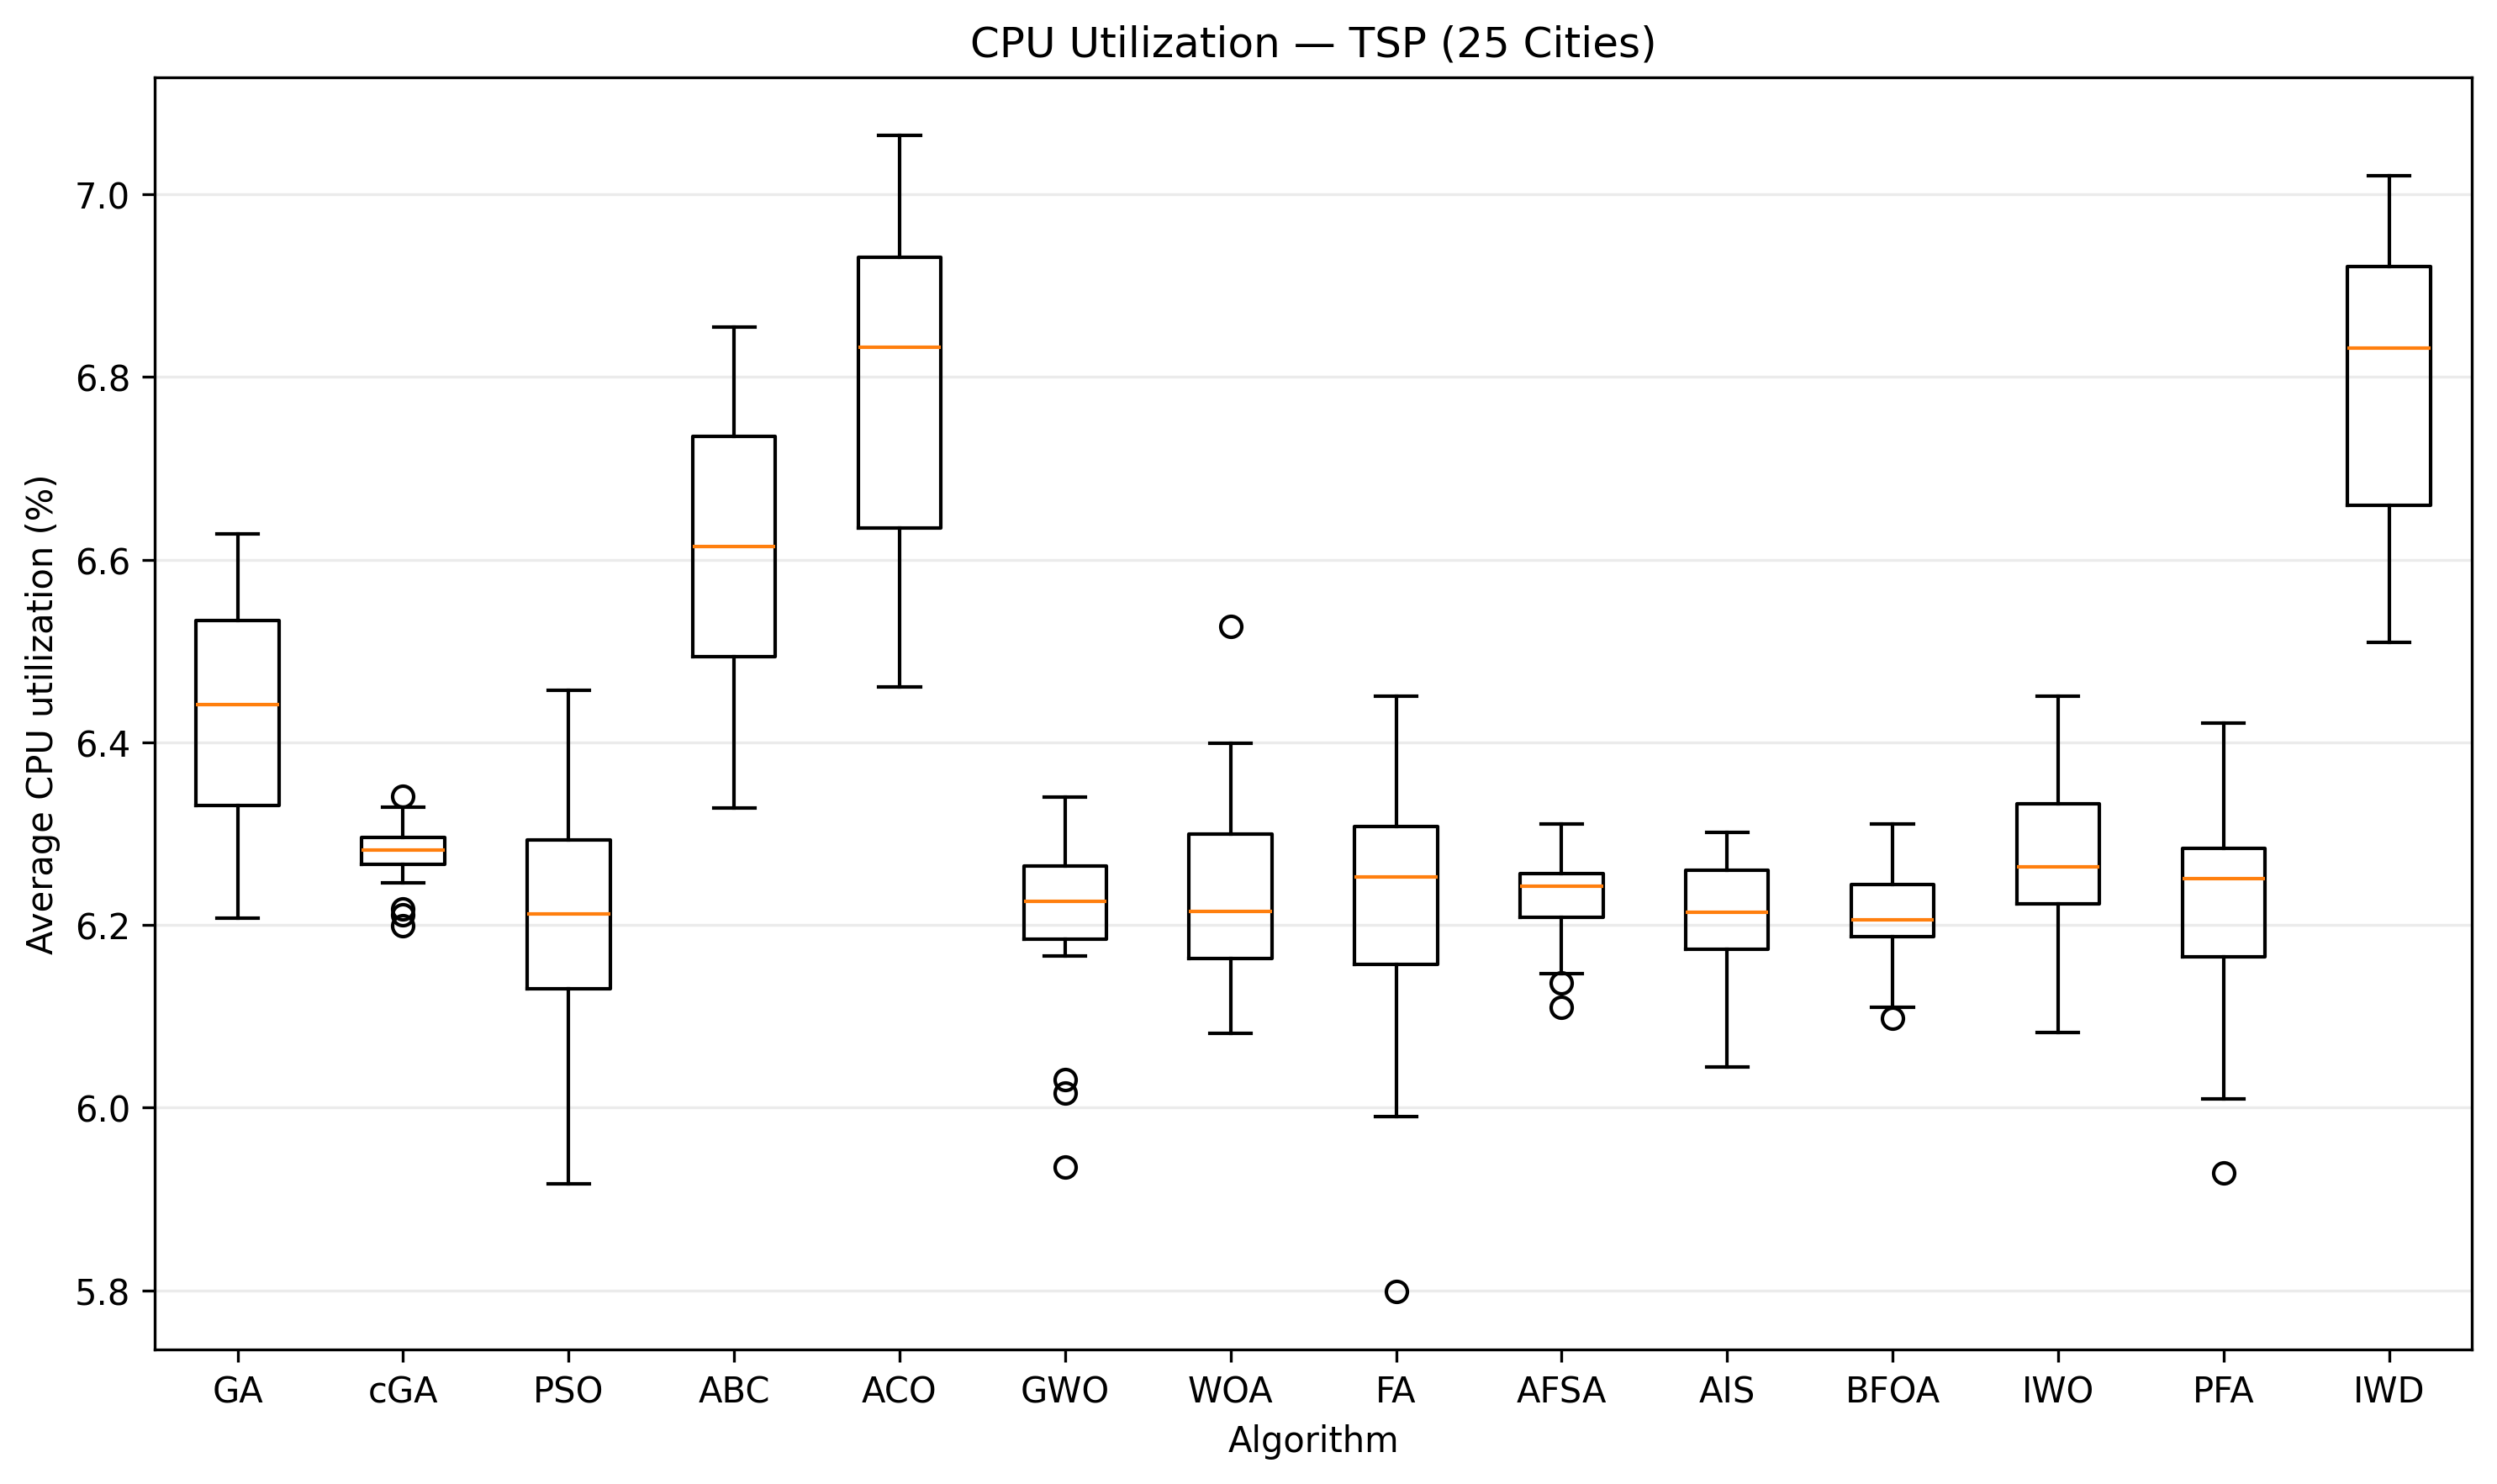 CPU Utilization — TSP (25 Cities)
Average CPU utilization (%)
7.0
6.8
6.6
6.4
6.2
6.0
5.8
GA cGA PSO ABC ACO GWO WOA FA AFSA AIS BFOA IWO PFA IWD
Algorithm